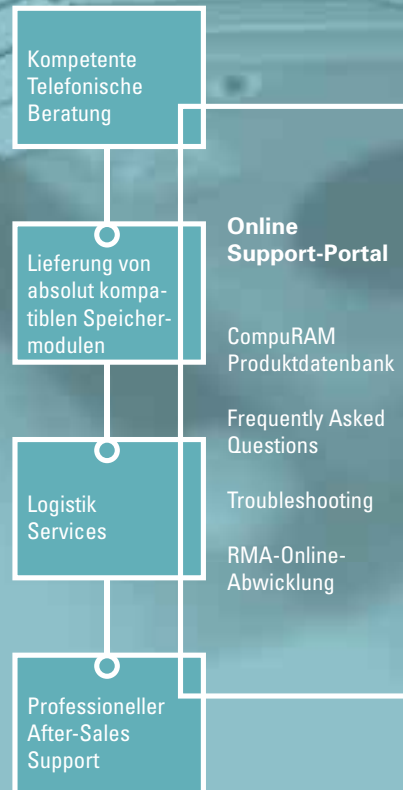 Kompetente
Telefonische
Beratung
Lieferung von
absolut kompa-
tiblen Speicher-
modulen
Logistik
Services
Professioneller
After-Sales
Support
Online
Support-Portal
CompuRAM
Produktdatenbank
Frequently Asked
Questions
Troubleshooting
RMA-Online-
Abwicklung